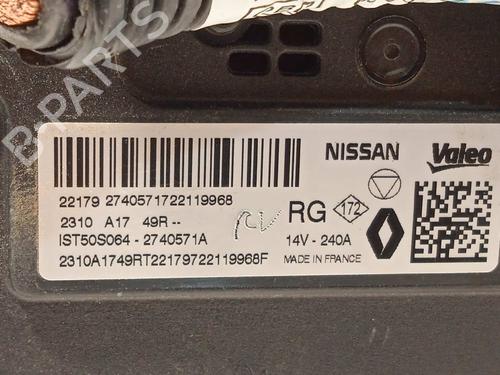 B-PARTS
NISSAN Valeo
22179 2740571722119968
2310 A17 49R--
RG 172
IST50S064 - 2740571A
14V - 240A
2310A1749RT22179722119968F
MADE IN FRANCE